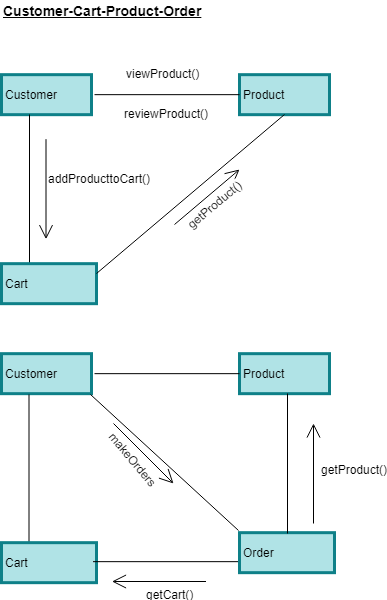 Customer-Cart-Product-Order
viewProduct()
Customer
Product
reviewProduct()
addProducttoCart()
getProduct()
Cart
Customer
Product
makeOrders
getProduct()
Order
Cart
getCart()